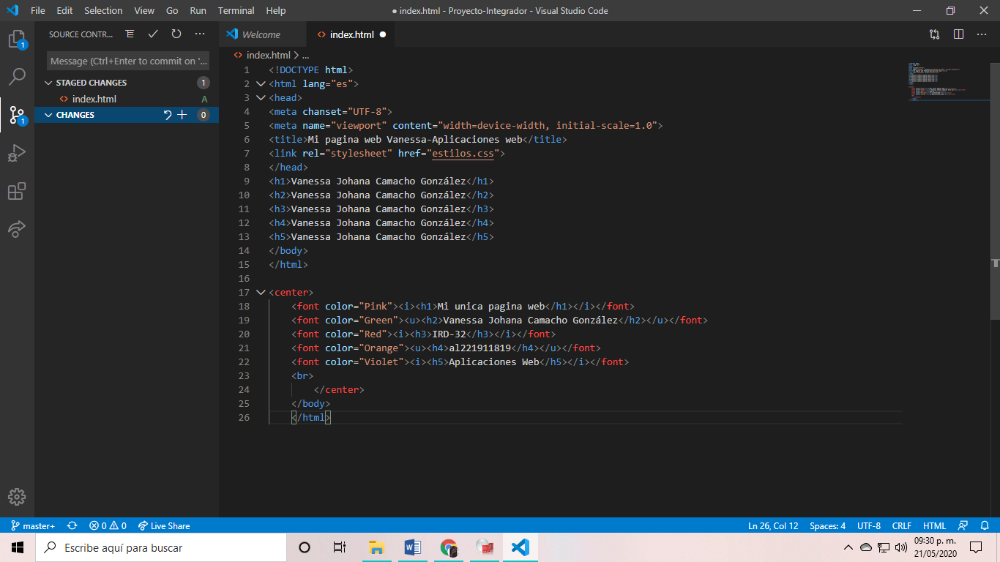 File Edit Selection View Go Run Terminal Help
● index.html - Proyecto-Integrador - Visual Studio Code
SOURCE CONTR...
Welcome
index.html
Message (Ctrl+Enter to commit on '...
STAGED CHANGES 1
index.html A
CHANGES 0
1
1
index.html > ...
1 <!DOCTYPE html>
2 <html lang="es">
3 <head>
4 <meta chanset="UTF-8">
5 <meta name="viewport" content="width=device-width, initial-scale=1.0">
6 <title>Mi pagina web Vanessa-Aplicaciones web</title>
7 <link rel="stylesheet" href="estilos.css">
8 </head>
9 <h1>Vanessa Johana Camacho González</h1>
10 <h2>Vanessa Johana Camacho González</h2>
11 <h3>Vanessa Johana Camacho González</h3>
12 <h4>Vanessa Johana Camacho González</h4>
13 <h5>Vanessa Johana Camacho González</h5>
14 </body>
15 </html>
16
17 <center>
18 <font color="Pink"><i><h1>Mi unica pagina web</h1></i></font>
19 <font color="Green"><u><h2>Vanessa Johana Camacho González</h2></u></font>
20 <font color="Red"><i><h3>IRD-32</h3></i></font>
21 <font color="Orange"><u><h4>al221911819</h4></u></font>
22 <font color="Violet"><i><h5>Aplicaciones Web</h5></i></font>
23 <br>
24 </center>
25 </body>
26 </html>
master+ 0 0 Live Share
Ln 26, Col 12 Spaces: 4 UTF-8 CRLF HTML
Escribe aquí para buscar
09:30 p. m.
21/05/2020